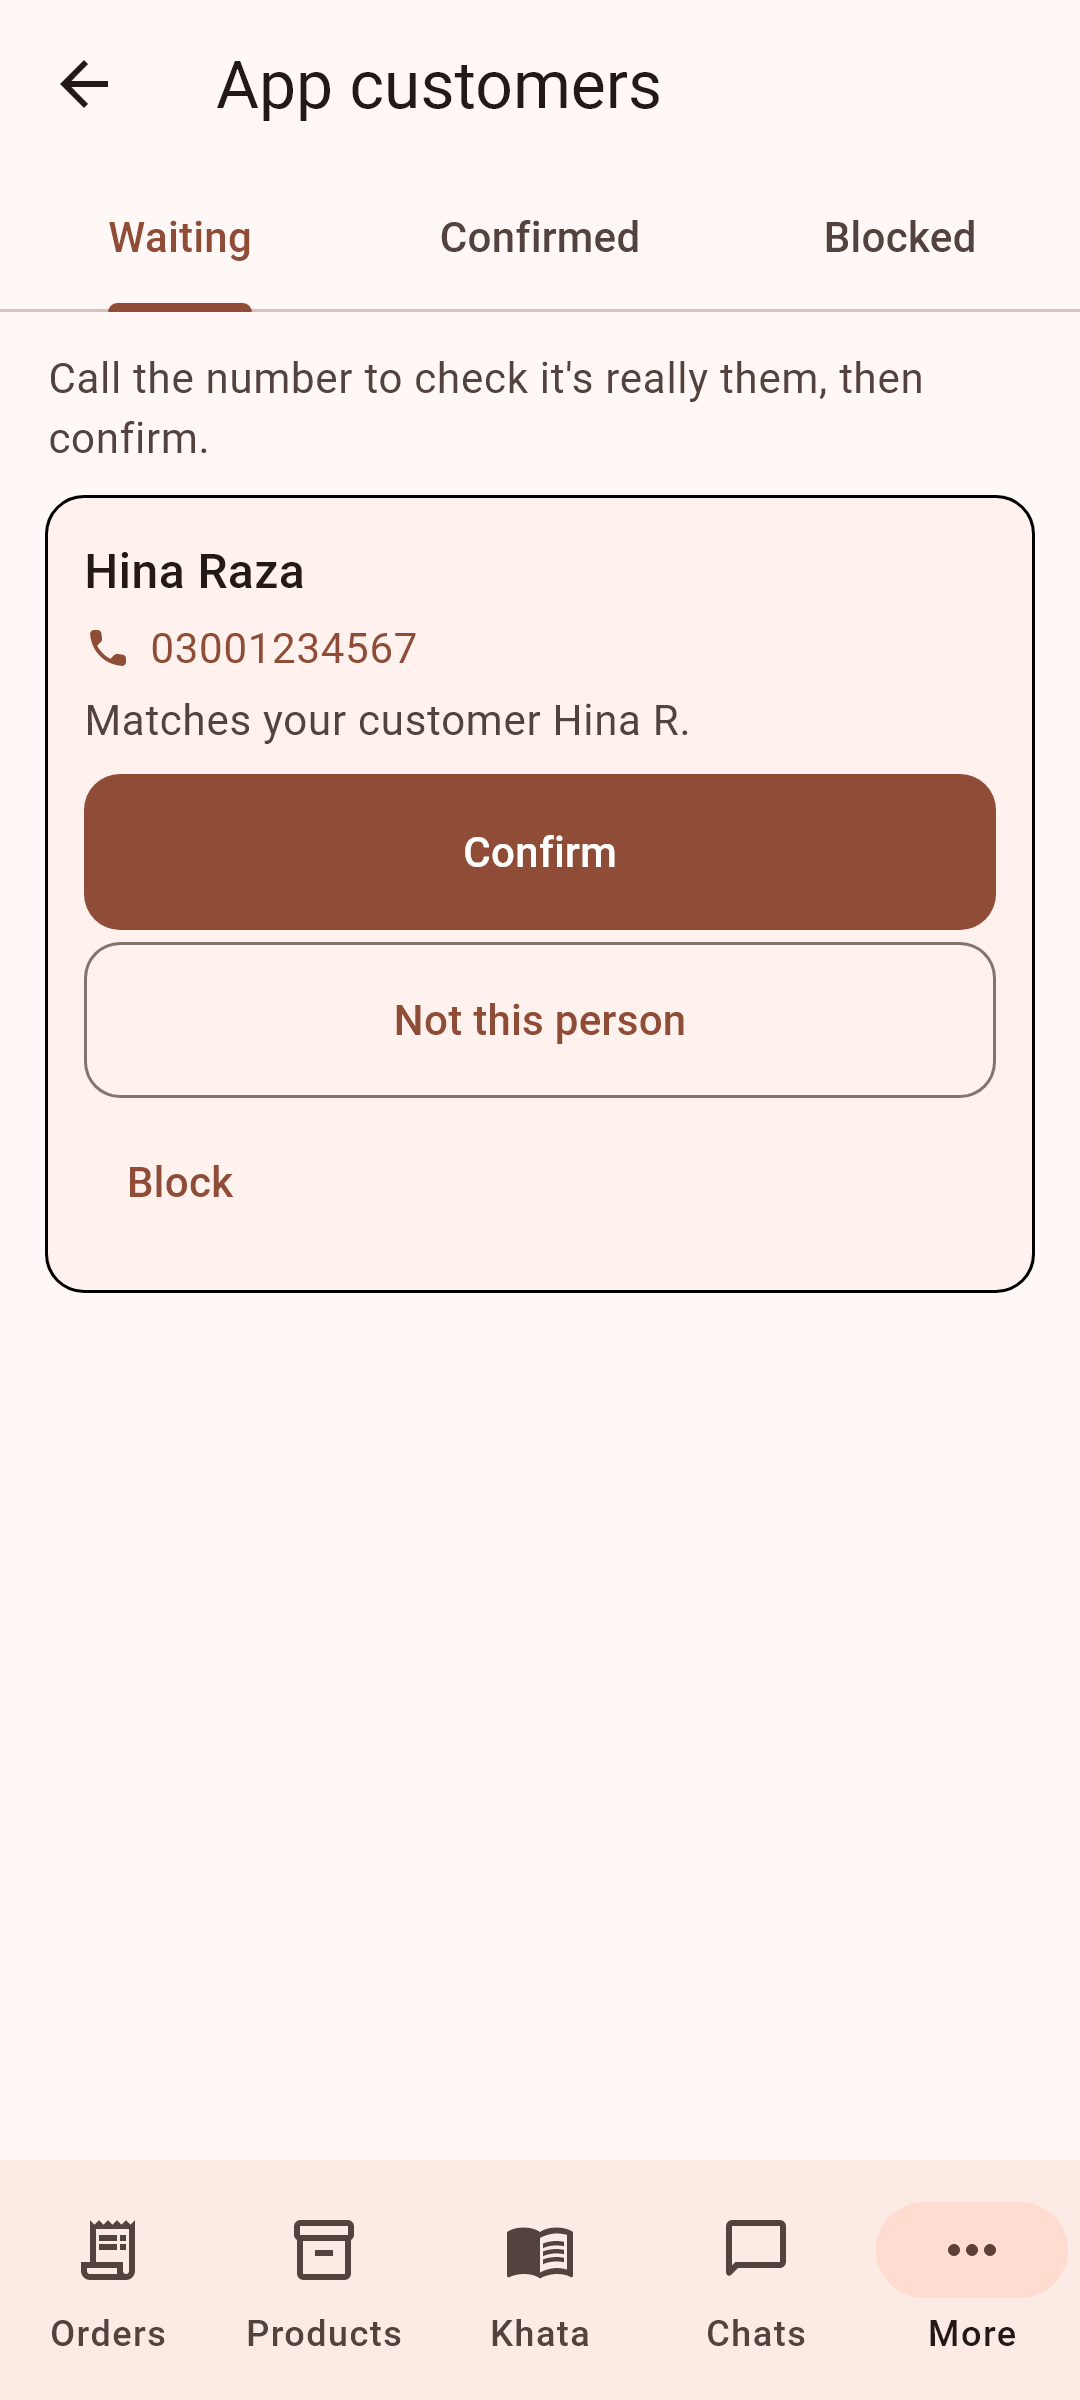 App customers
Waiting
Confirmed
Blocked
Call the number to check it's really them, then
confirm.
Hina Raza
03001234567
Matches your customer Hina R.
Confirm
Not this person
Block
Orders
Products
Khata
Chats
More